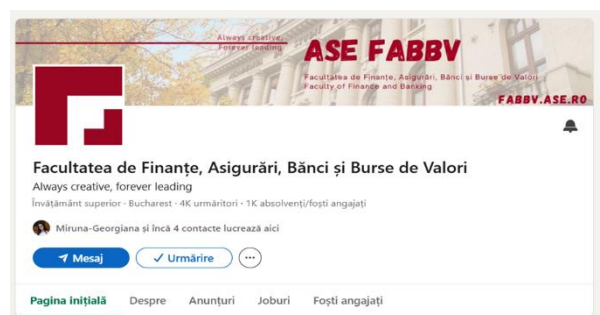 Always creative,
Forever leading
ASE FABBV
Facultatea de Finanțe, Asigurări, Bănci și Burse de Valori
Faculty of Finance and Banking
FABBV.ASE.RO
Facultatea de Finanțe, Asigurări, Bănci și Burse de Valori
Always creative, forever leading
Învățământ superior · Bucharest · 4K urmăritori · 1K absolvenți/foști angajați
Miruna-Georgiana și încă 4 contacte lucrează aici
Mesaj ✓ Urmărire ...
Pagina inițială Despre Anunțuri Joburi Foști angajați